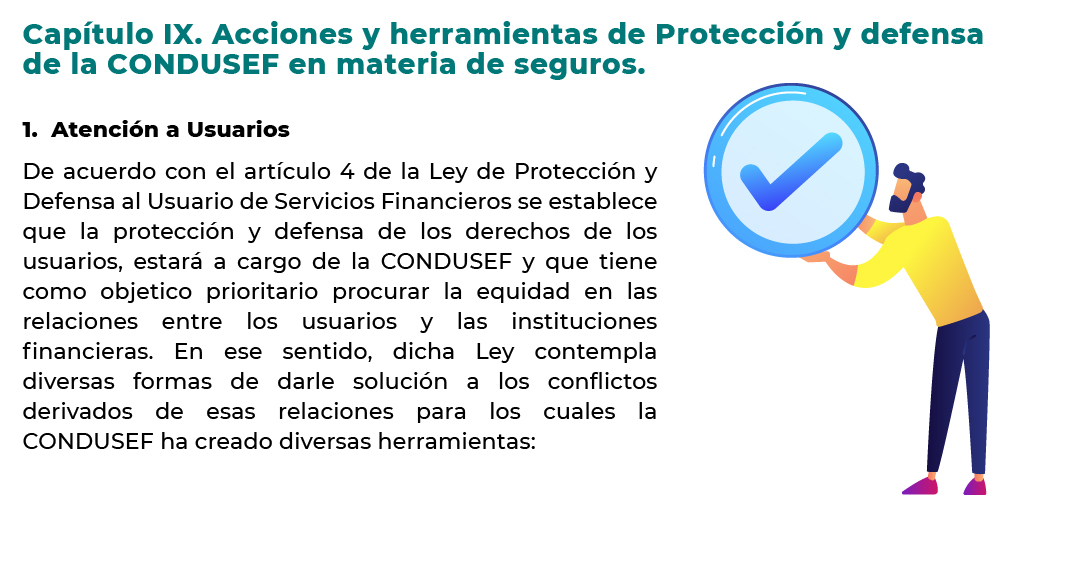 Capítulo IX. Acciones y herramientas de Protección y defensa
de la CONDUSEF en materia de seguros.
1. Atención a Usuarios
De acuerdo con el artículo 4 de la Ley de Protección y
Defensa al Usuario de Servicios Financieros se establece
que la protección y defensa de los derechos de los
usuarios, estará a cargo de la CONDUSEF y que tiene
como objetico prioritario procurar la equidad en las
relaciones entre los usuarios y las instituciones
financieras. En ese sentido, dicha Ley contempla
diversas formas de darle solución a los conflictos
derivados de esas relaciones para los cuales la
CONDUSEF ha creado diversas herramientas: